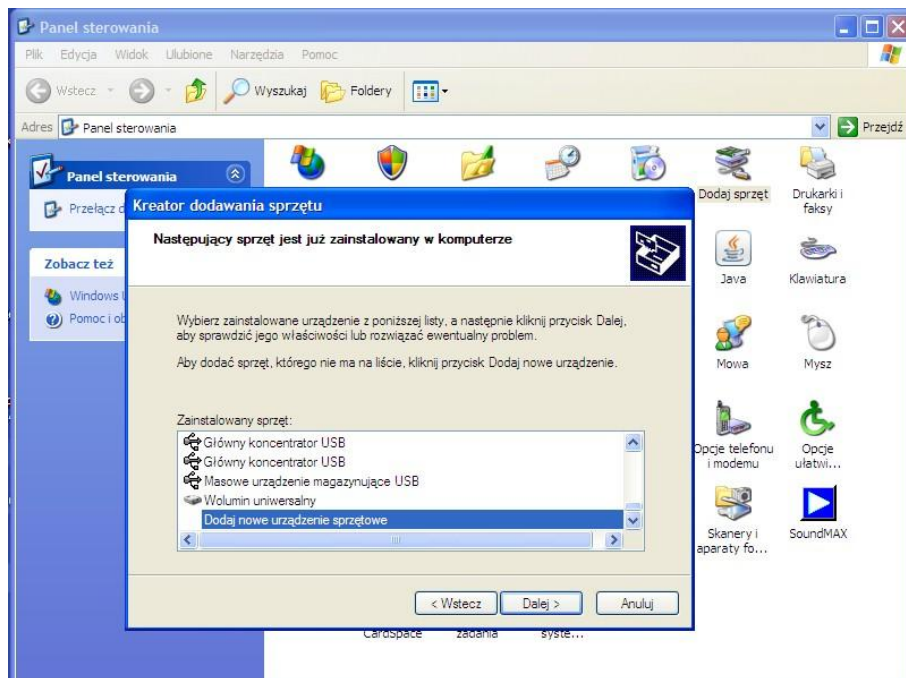 Panel sterowania
Plik Edycja Widok Ulubione Narzędzia Pomoc
Wstecz Wyszukaj Foldery
Adres Panel sterowania Przejdź
Panel sterowania
Przełącz
Zobacz też
Windows
Pomoc i
Dodaj sprzęt
Drukarki i
faksy
Java
Klawiatura
Mowa
Mysz
Opcje telefonu
i modemu
Opcje
ułatwi...
Skanery i
aparaty fo...
SoundMAX
Kreator dodawania sprzętu
Następujący sprzęt jest już zainstalowany w komputerze
Wybierz zainstalowane urządzenie z poniższej listy, a następnie kliknij przycisk Dalej,
aby sprawdzić jego właściwości lub rozwiązać ewentualny problem.
Aby dodać sprzęt, którego nie ma na liście, kliknij przycisk Dodaj nowe urządzenie.
Zainstalowany sprzęt:
Główny koncentrator USB
Główny koncentrator USB
Masowe urządzenie magazynujące USB
Wolumin uniwersalny
Dodaj nowe urządzenie sprzętowe
< Wstecz Dalej > Anuluj
CardSpace zadania syste...